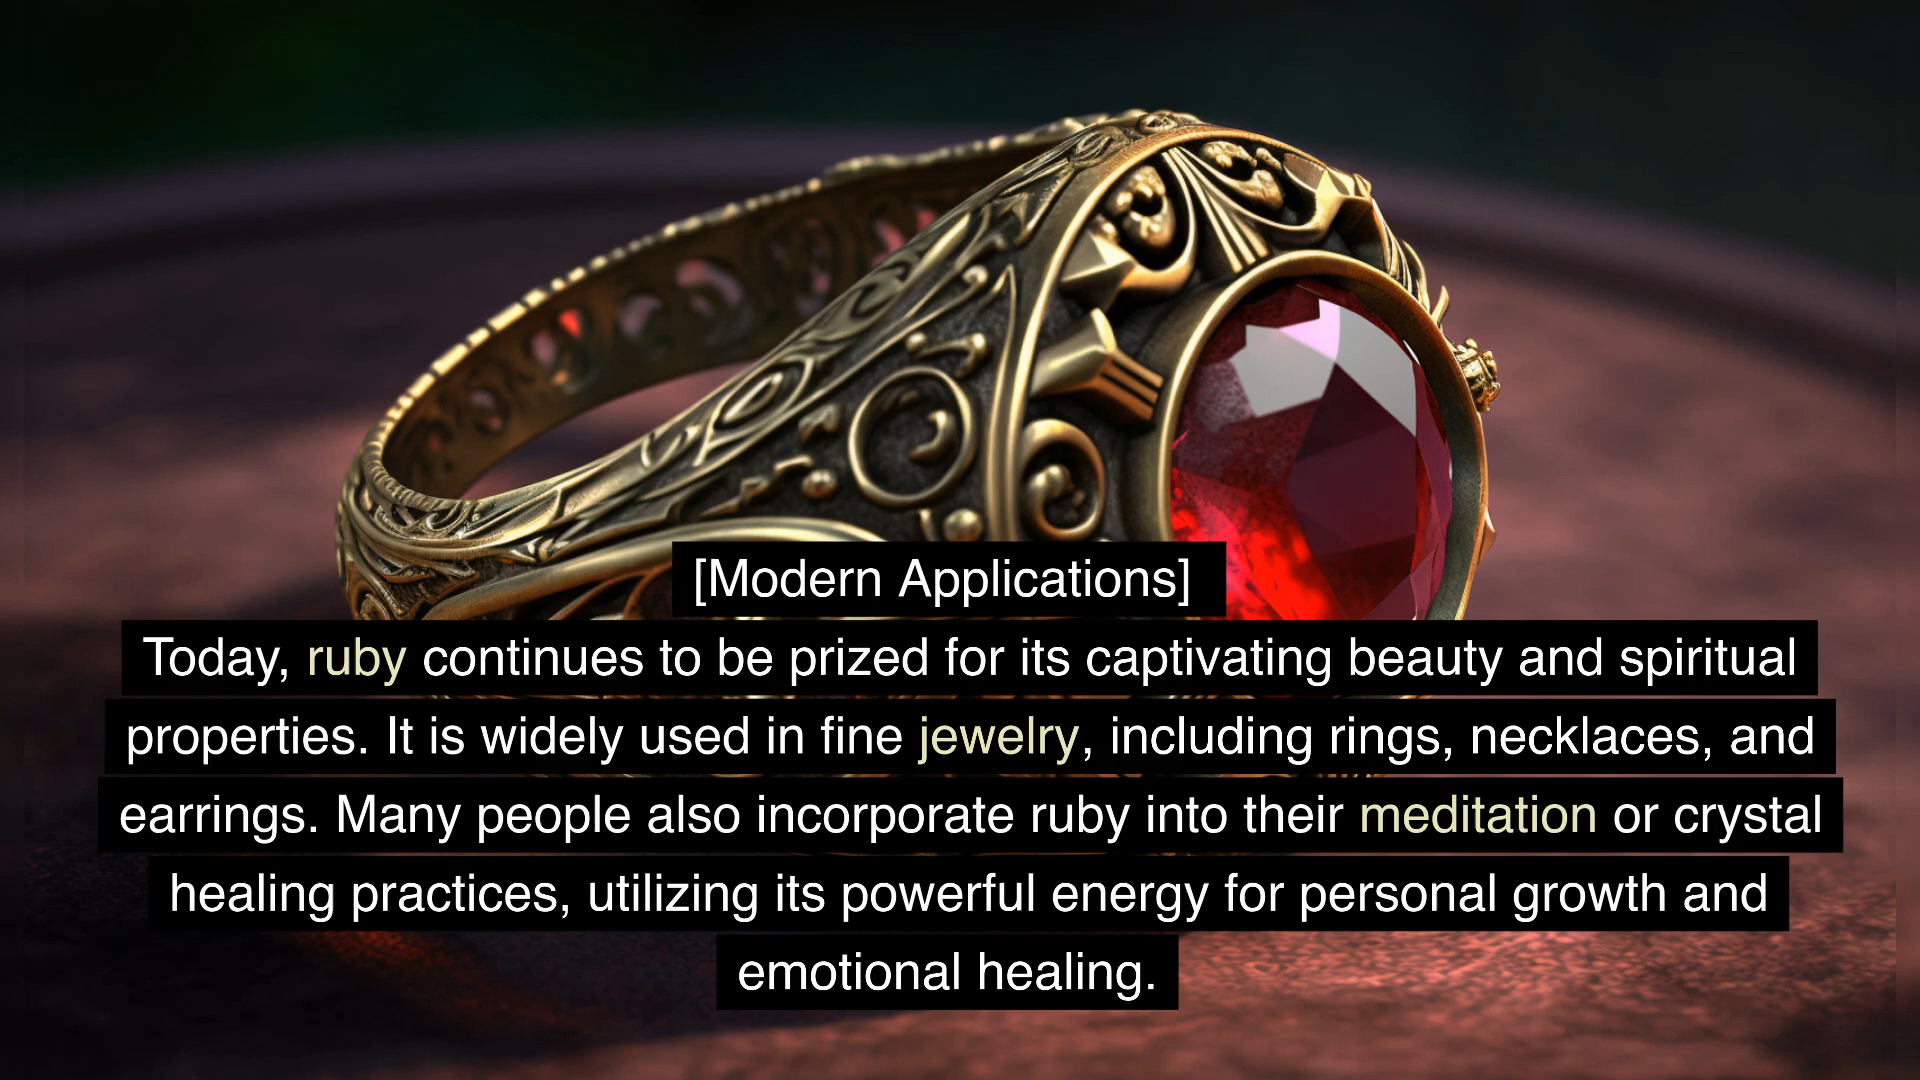 [Modern Applications]
Today, ruby continues to be prized for its captivating beauty and spiritual
properties. It is widely used in fine jewelry, including rings, necklaces, and
earrings. Many people also incorporate ruby into their meditation or crystal
healing practices, utilizing its powerful energy for personal growth and
emotional healing.